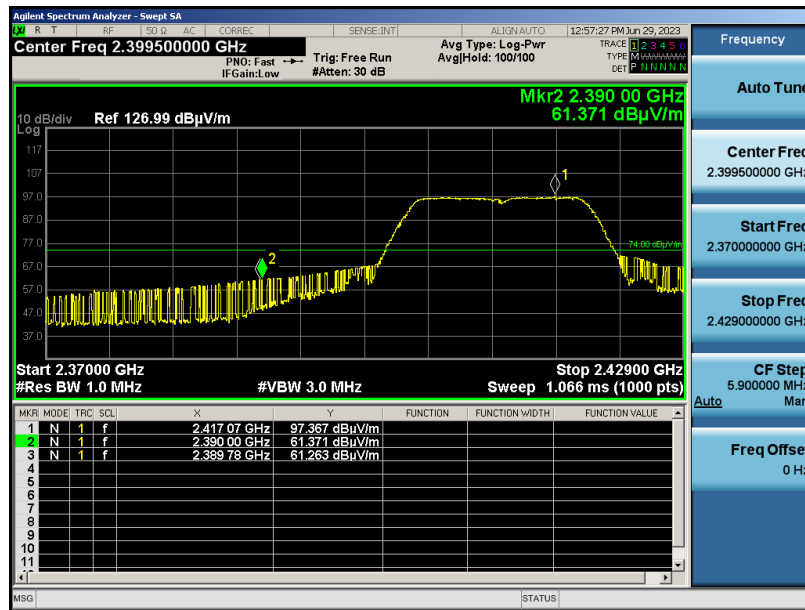 Agilent Spectrum Analyzer - Swept SA
LXI R T RF 50 Ω AC CORREC SENSE:INT ALIGN AUTO 12:57:27 PM Jun 29, 2023
Center Freq 2.399500000 GHz
PNO: Fast
IFGain:Low
Trig: Free Run
#Atten: 30 dB
Avg Type: Log-Pwr
Avg|Hold: 100/100
TRACE 1 2 3 4 5 6
TYPE M WWWWW
DET P N N N N N
Mkr2 2.390 00 GHz
61.371 dBµV/m
10 dB/div Ref 126.99 dBµV/m
Log
117
107
97.0
87.0
77.0
67.0
57.0
47.0
37.0
1
2
74.00 dBµV/m
Start 2.37000 GHz Stop 2.42900 GHz
#Res BW 1.0 MHz #VBW 3.0 MHz Sweep 1.066 ms (1000 pts)
MKR MODE TRC SCL X Y FUNCTION FUNCTION WIDTH FUNCTION VALUE
1 N 1 f 2.417 07 GHz 97.367 dBµV/m
2 N 1 f 2.390 00 GHz 61.371 dBµV/m
3 N 1 f 2.389 78 GHz 61.263 dBµV/m
4
5
6
7
8
9
10
11
MSG STATUS
Frequency
Auto Tune
Center Freq
2.399500000 GHz
Start Freq
2.370000000 GHz
Stop Freq
2.429000000 GHz
CF Step
5.900000 MHz
Auto Man
Freq Offset
0 Hz